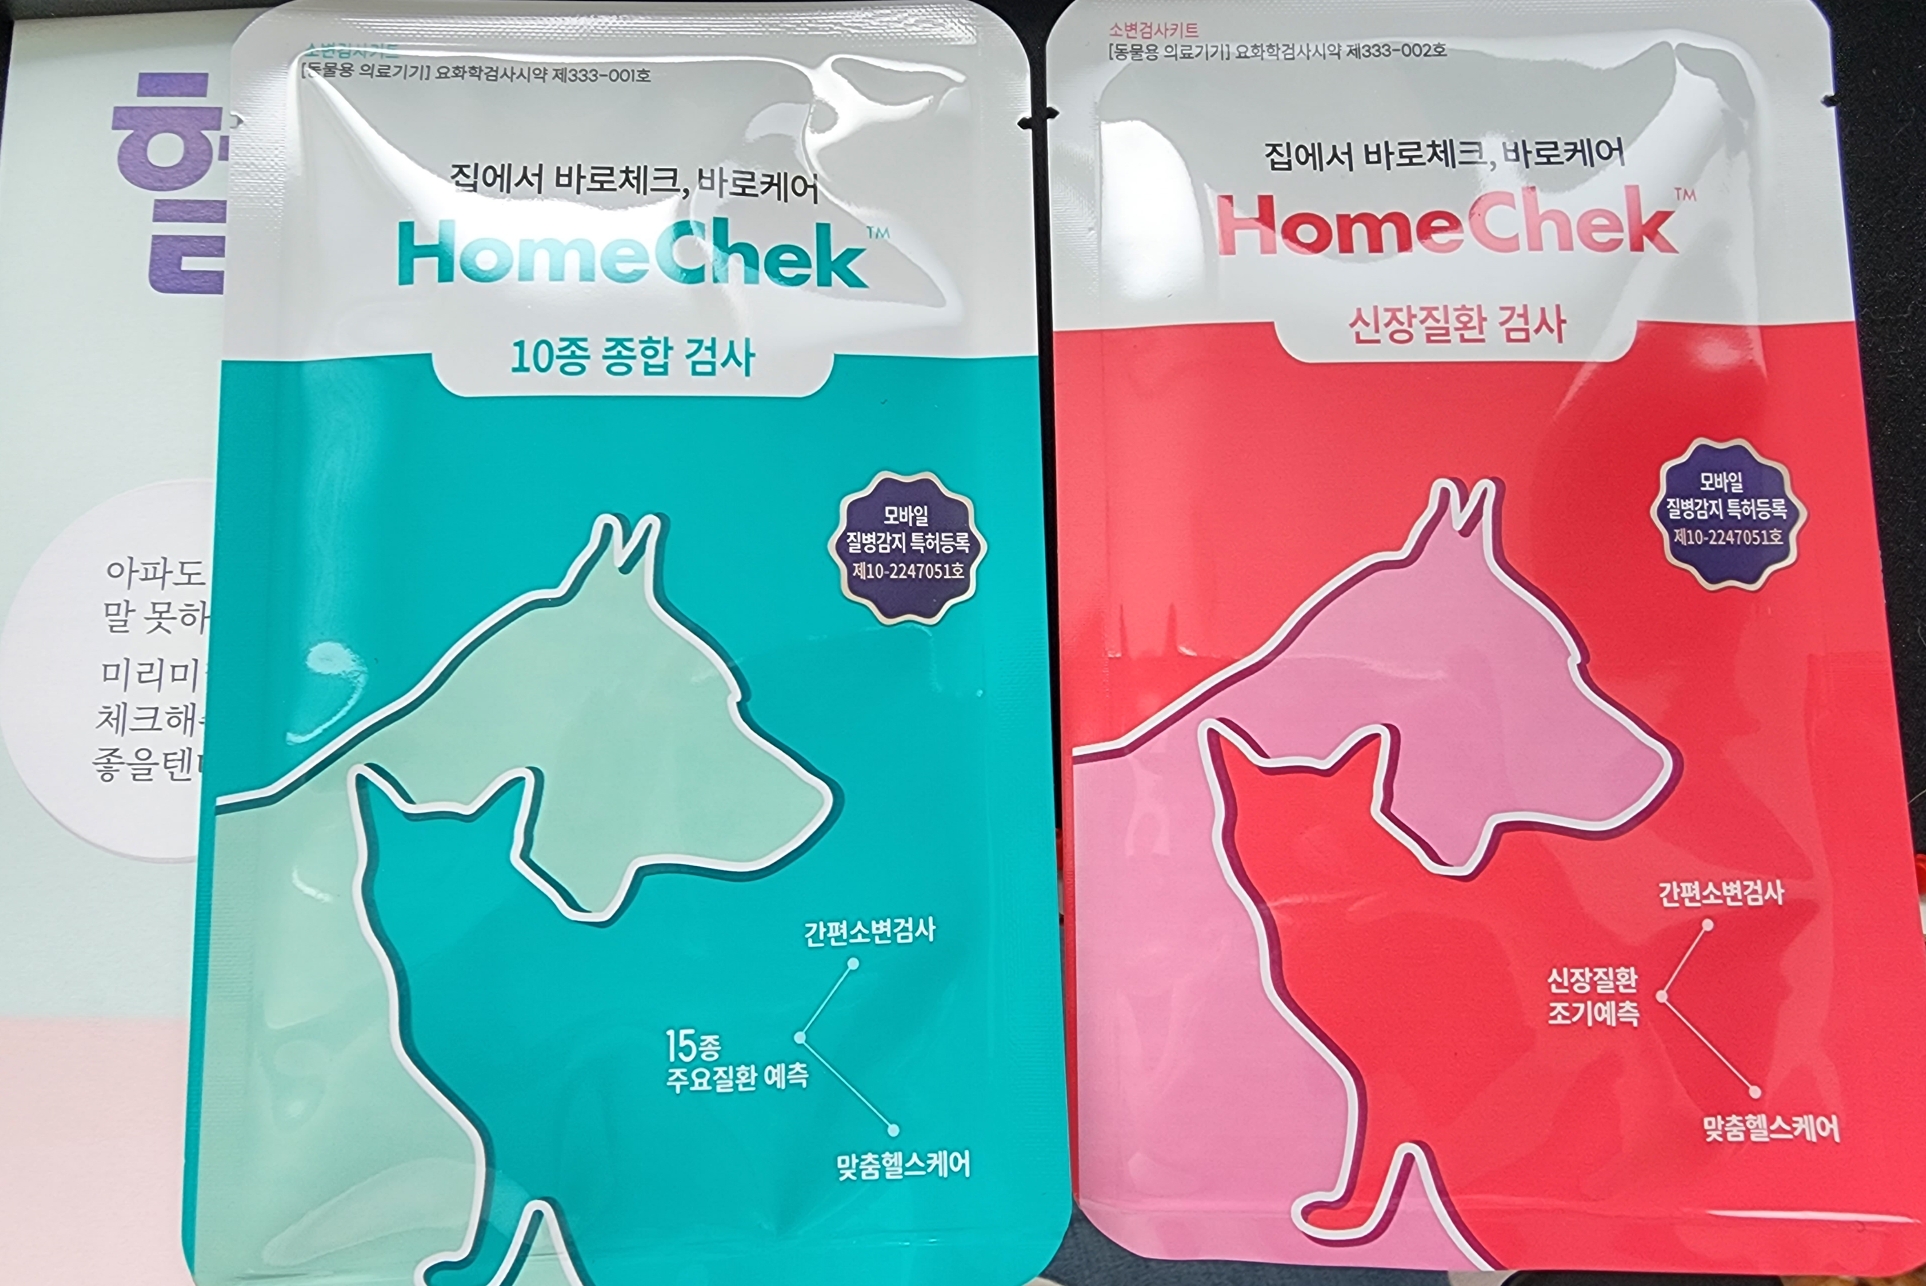 아파도
말 못하
미리미
체크해
좋을텐
소변검사키트
[동물용 의료기기] 요화학검사시약 제333-001호
집에서 바로체크, 바로케어
HomeChek™
10종 종합 검사
모바일
질병감지 특허등록
제10-2247051호
간편소변검사
15종
주요질환 예측
맞춤헬스케어
소변검사키트
[동물용 의료기기] 요화학검사시약 제333-002호
집에서 바로체크, 바로케어
HomeChek™
신장질환 검사
모바일
질병감지 특허등록
제10-2247051호
간편소변검사
신장질환
조기예측
맞춤헬스케어